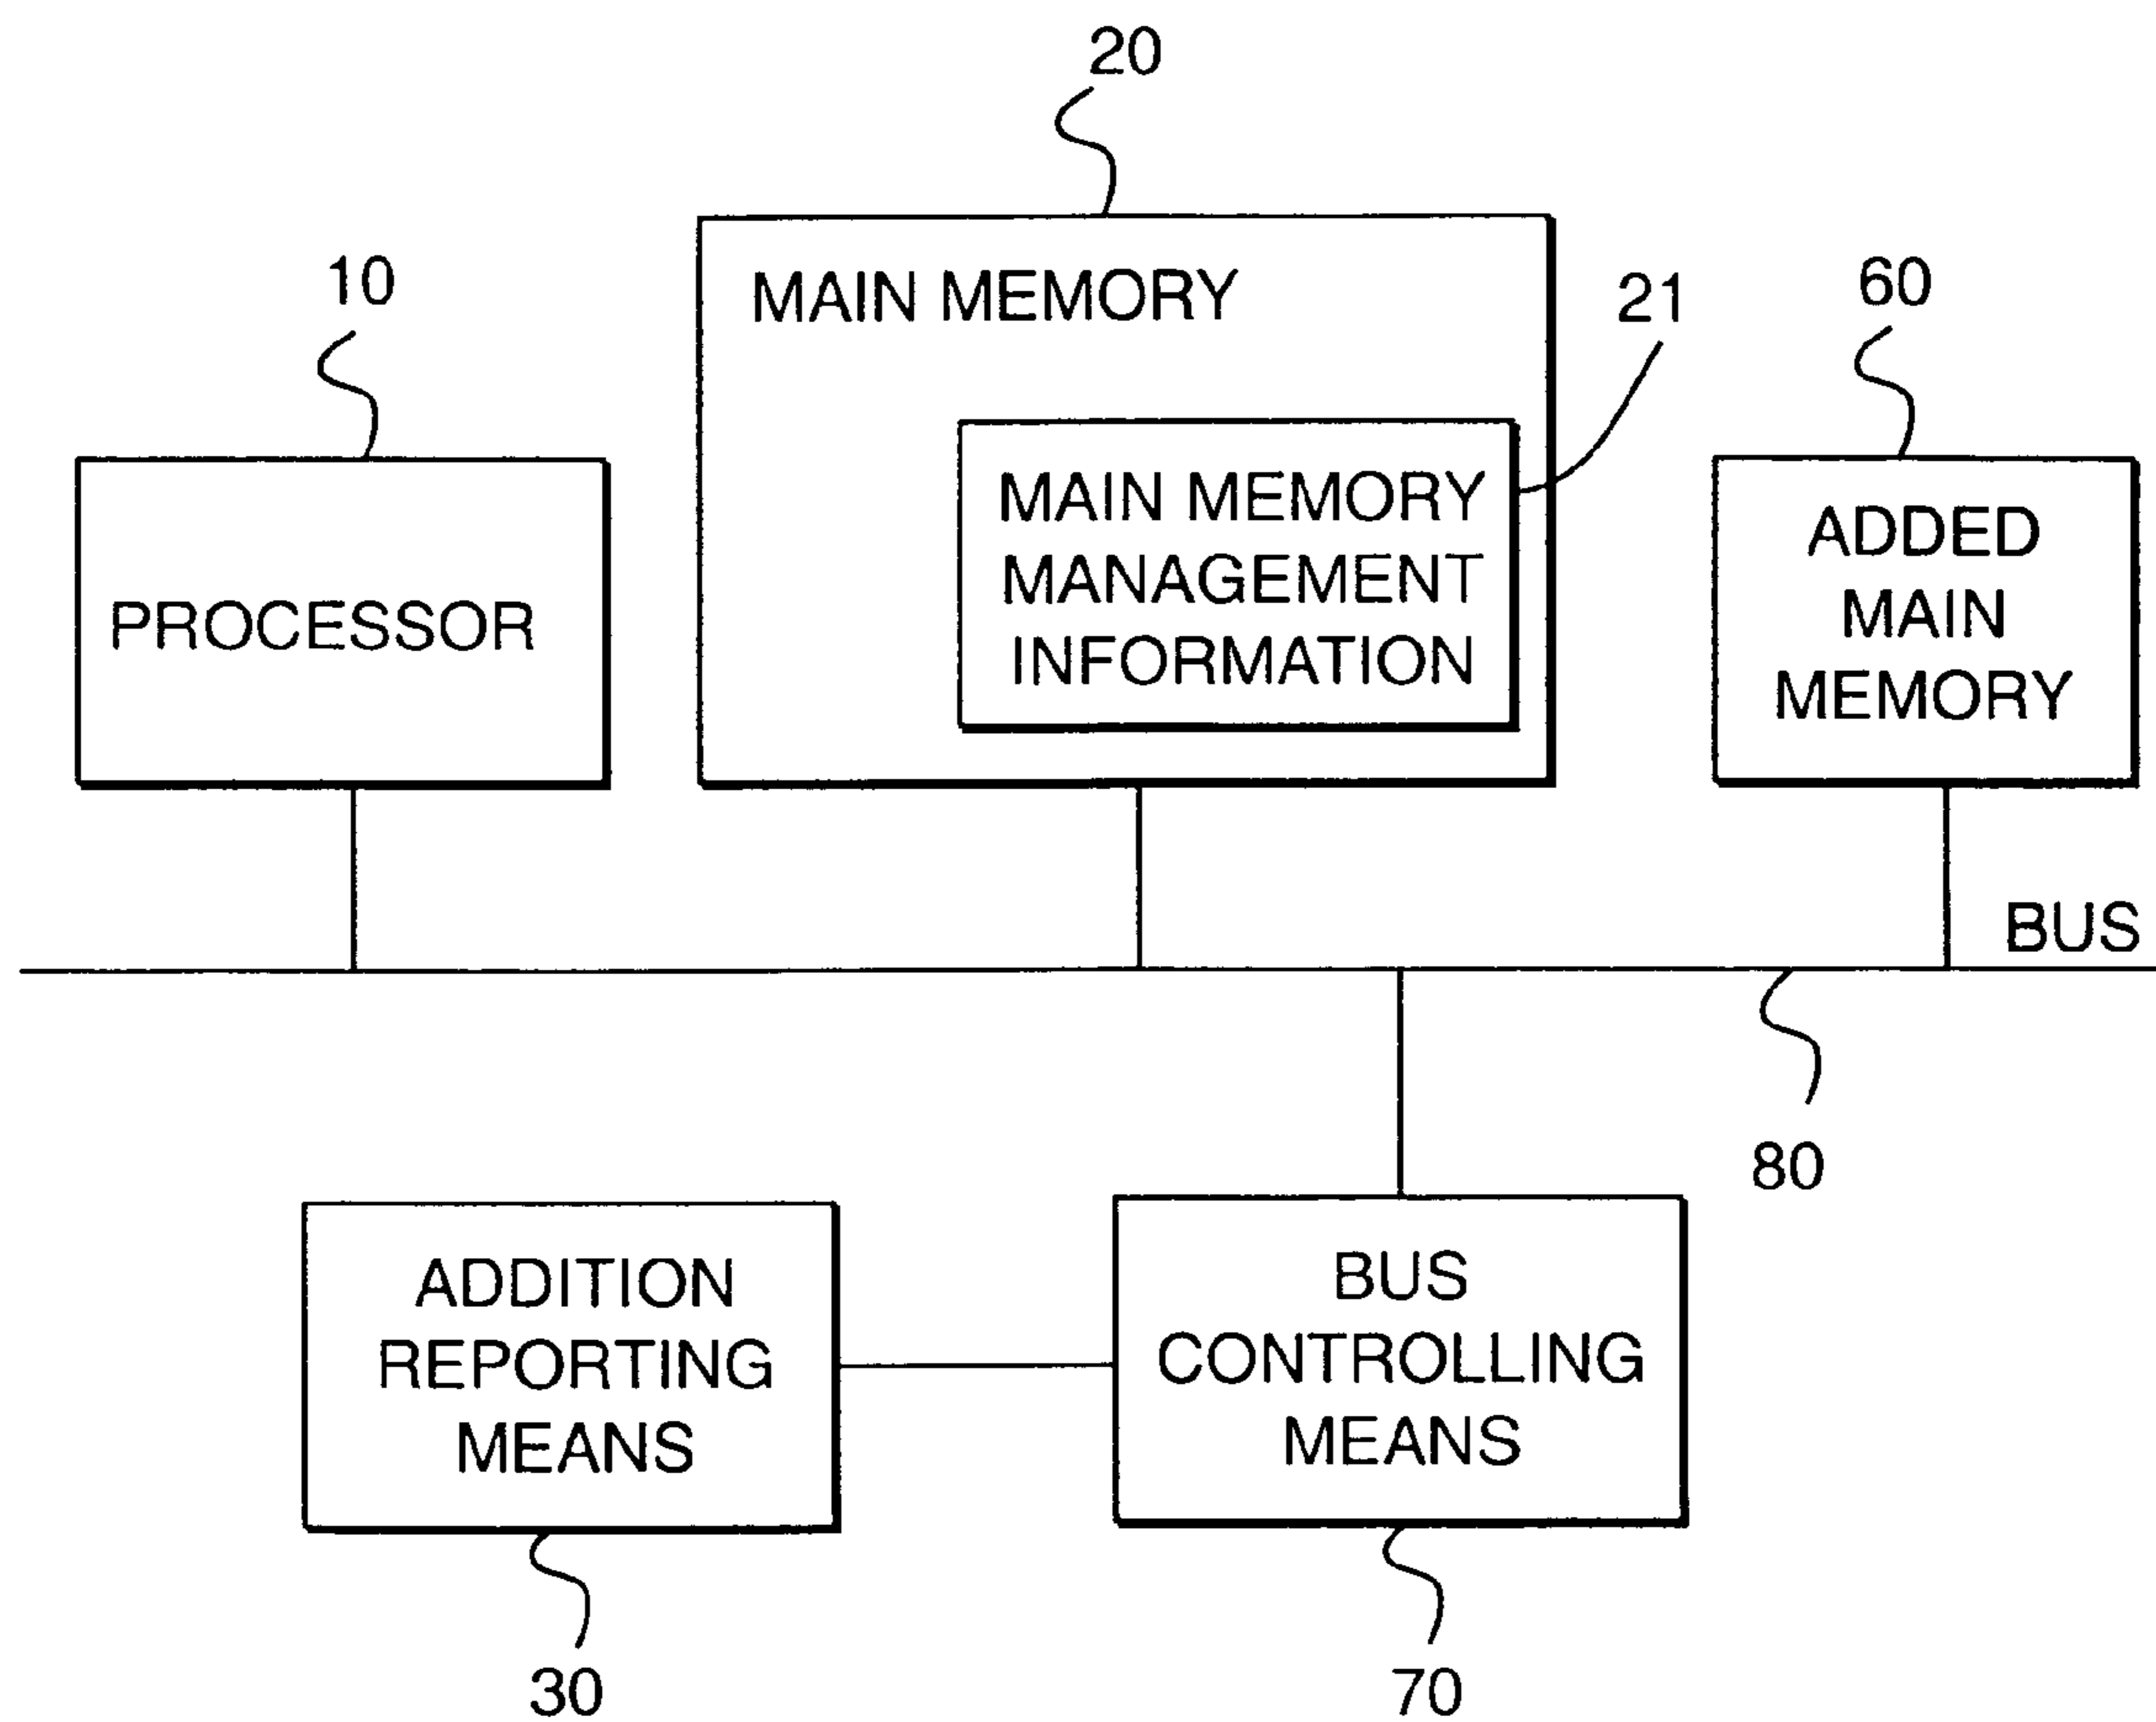 20
10
MAIN MEMORY
21
60
PROCESSOR
MAIN MEMORY
MANAGEMENT
INFORMATION
ADDED
MAIN
MEMORY
BUS
80
ADDITION
REPORTING
MEANS
BUS
CONTROLLING
MEANS
30
70